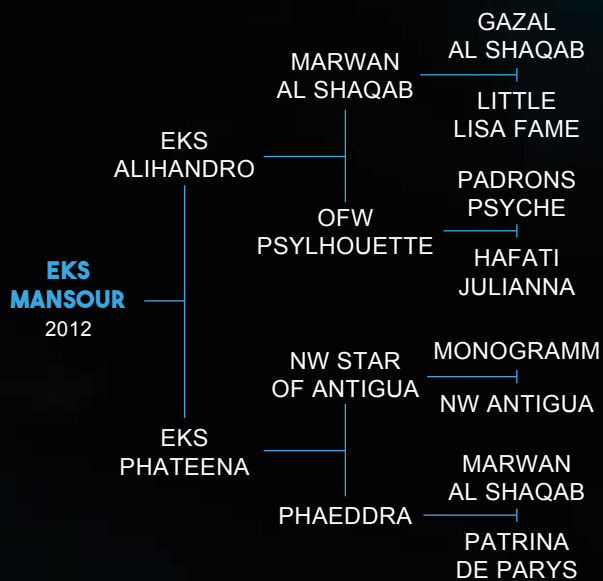 GAZAL
AL SHAQAB
MARWAN
AL SHAQAB
LITTLE
LISA FAME
EKS
ALIHANDRO
PADRONS
PSYCHE
OFW
PSYLHOUETTE
HAFATI
JULIANNA
EKS
MANSOUR
2012
MONOGRAMM
NW STAR
OF ANTIGUA
NW ANTIGUA
EKS
PHATEENA
MARWAN
AL SHAQAB
PHAEDDRA
PATRINA
DE PARYS